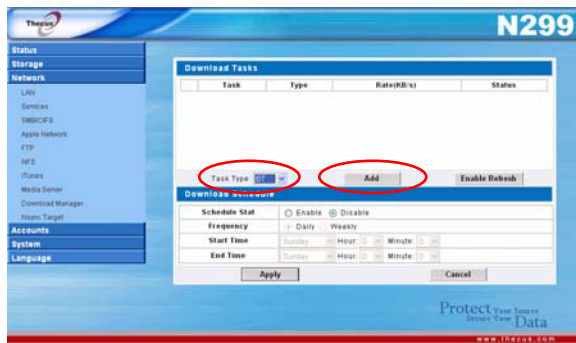 Thecus
N299
Status
Storage
Network
LAN
Services
SMB/CIFS
Apple Network
FTP
NFS
iTunes
Media Server
Download Manager
Nsync Target
Accounts
System
Language
Download Tasks
Task Type Rate(KB/s) Status
Task Type: BT Add Enable Refresh
Download Schedule
Schedule Stat Enable Disable
Frequency Daily Weekly
Start Time Sunday Hour: 0 Minute: 0
End Time Sunday Hour: 0 Minute: 0
Apply Cancel
Protect Your Source
Secure Your Data
www.thecus.com